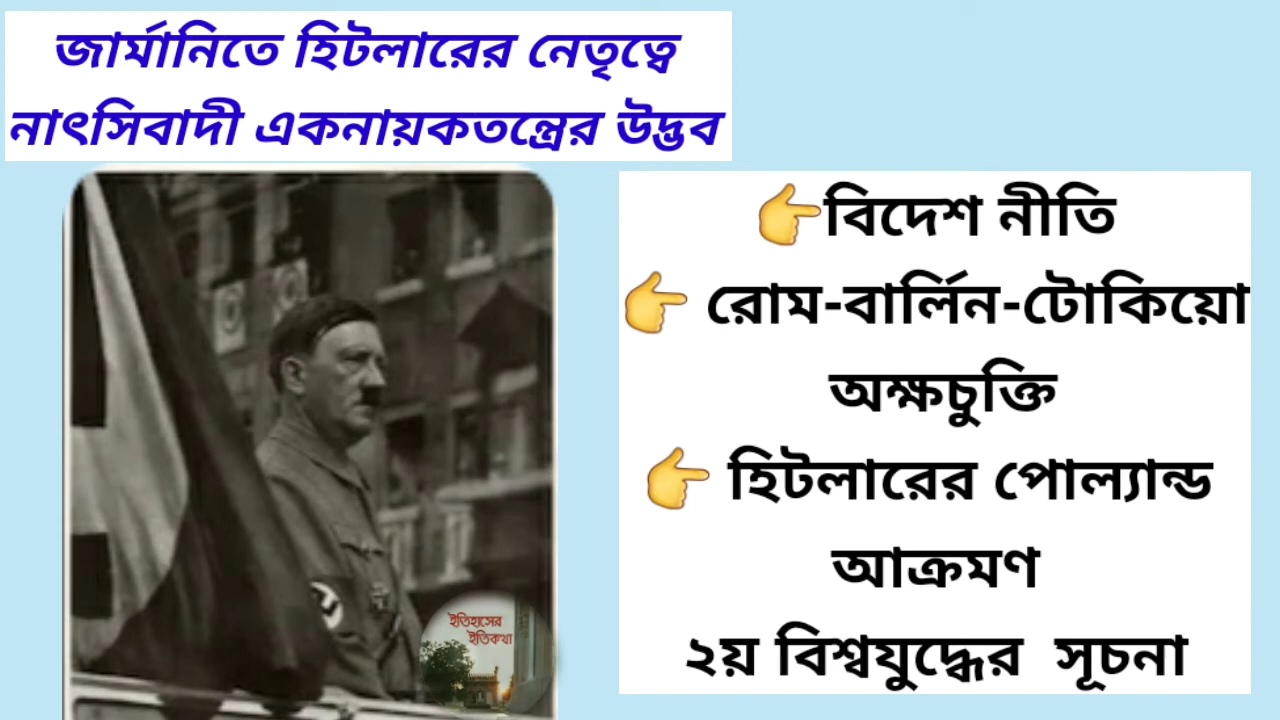 জার্মানিতে হিটলারের নেতৃত্বে
নাৎসিবাদী একনায়কতন্ত্রের উদ্ভব
👉বিদেশ নীতি
👉 রোম-বার্লিন-টোকিয়ো
অক্ষচুক্তি
👉 হিটলারের পোল্যান্ড
আক্রমণ
২য় বিশ্বযুদ্ধের সূচনা
ইতিহাসের
ইতিকথা